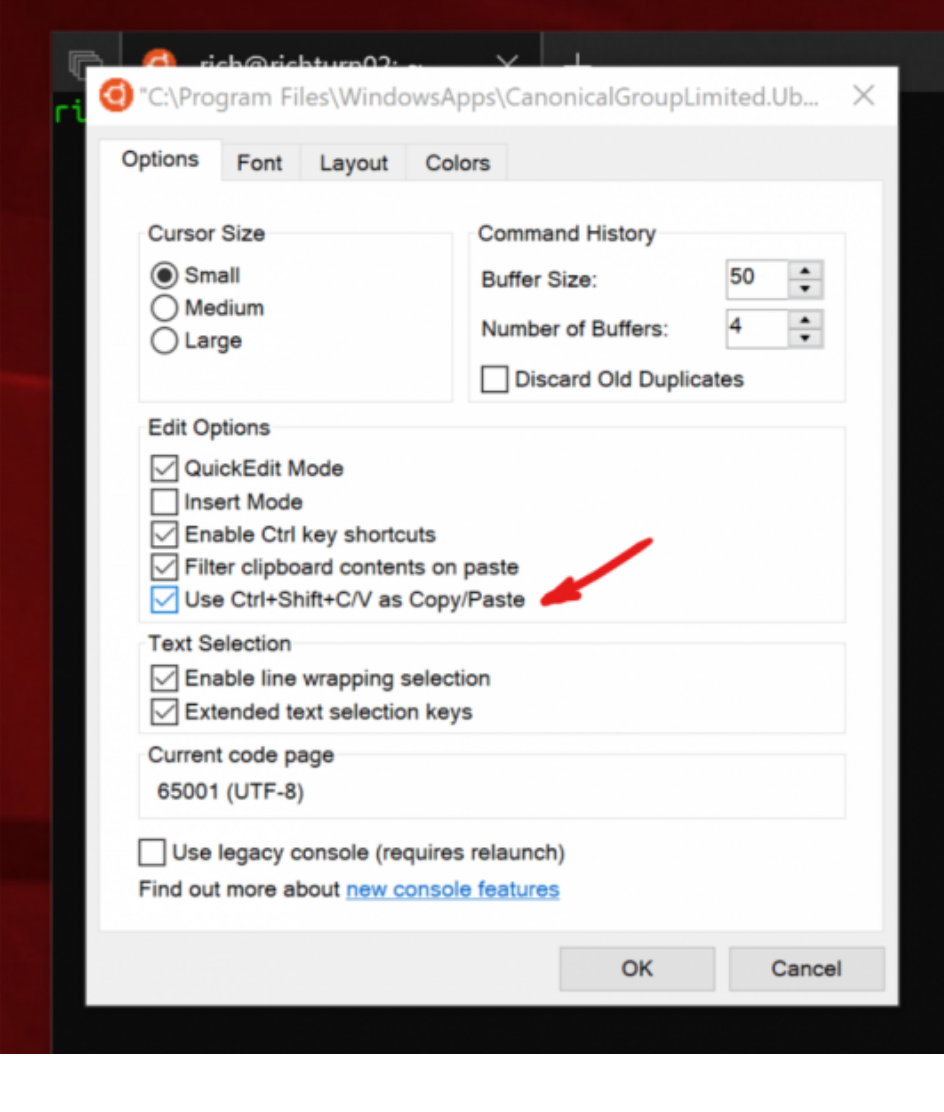 rich@richturn02: ~
ri
"C:\Program Files\WindowsApps\CanonicalGroupLimited.Ub...
Options Font Layout Colors
Cursor Size
Small
Medium
Large
Command History
Buffer Size: 50
Number of Buffers: 4
Discard Old Duplicates
Edit Options
QuickEdit Mode
Insert Mode
Enable Ctrl key shortcuts
Filter clipboard contents on paste
Use Ctrl+Shift+C/V as Copy/Paste
Text Selection
Enable line wrapping selection
Extended text selection keys
Current code page
65001 (UTF-8)
Use legacy console (requires relaunch)
Find out more about new console features
OK Cancel